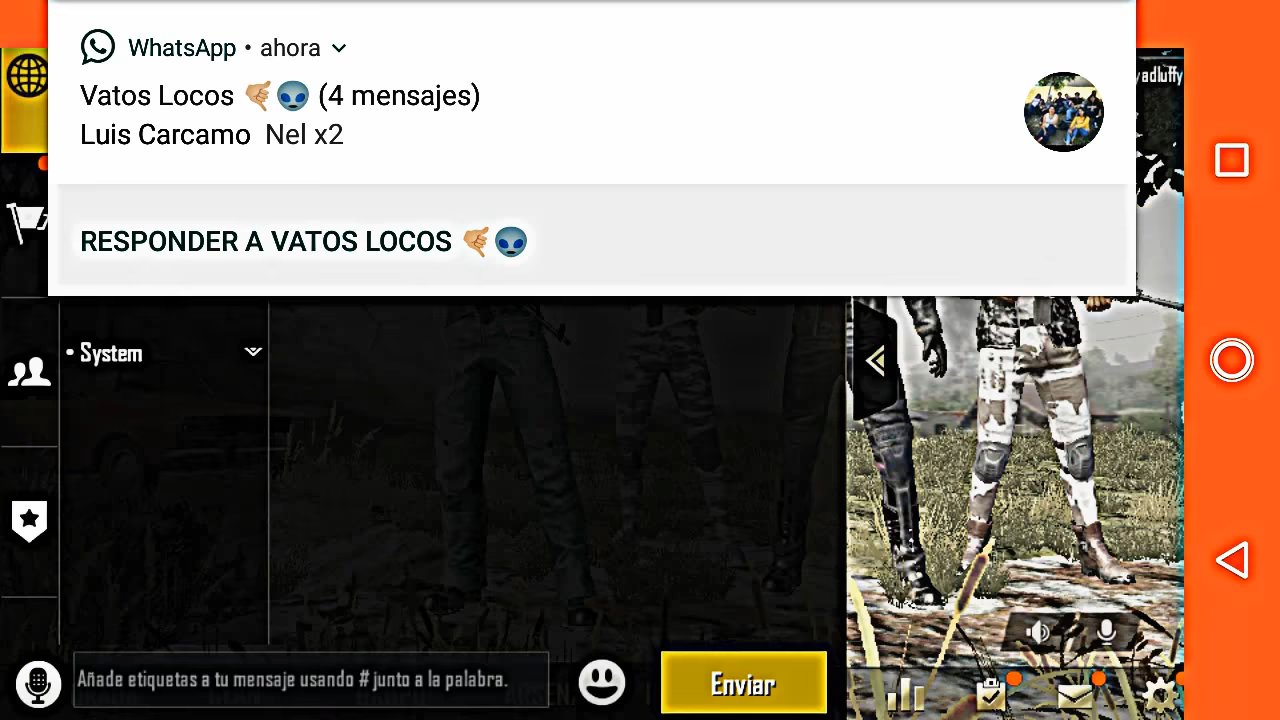 WhatsApp • ahora
Vatos Locos 🤙🏼👽 (4 mensajes)
Luis Carcamo Nel x2
RESPONDER A VATOS LOCOS 🤙🏼👽
adluffy
• System
Añade etiquetas a tu mensaje usando # junto a la palabra.
Enviar